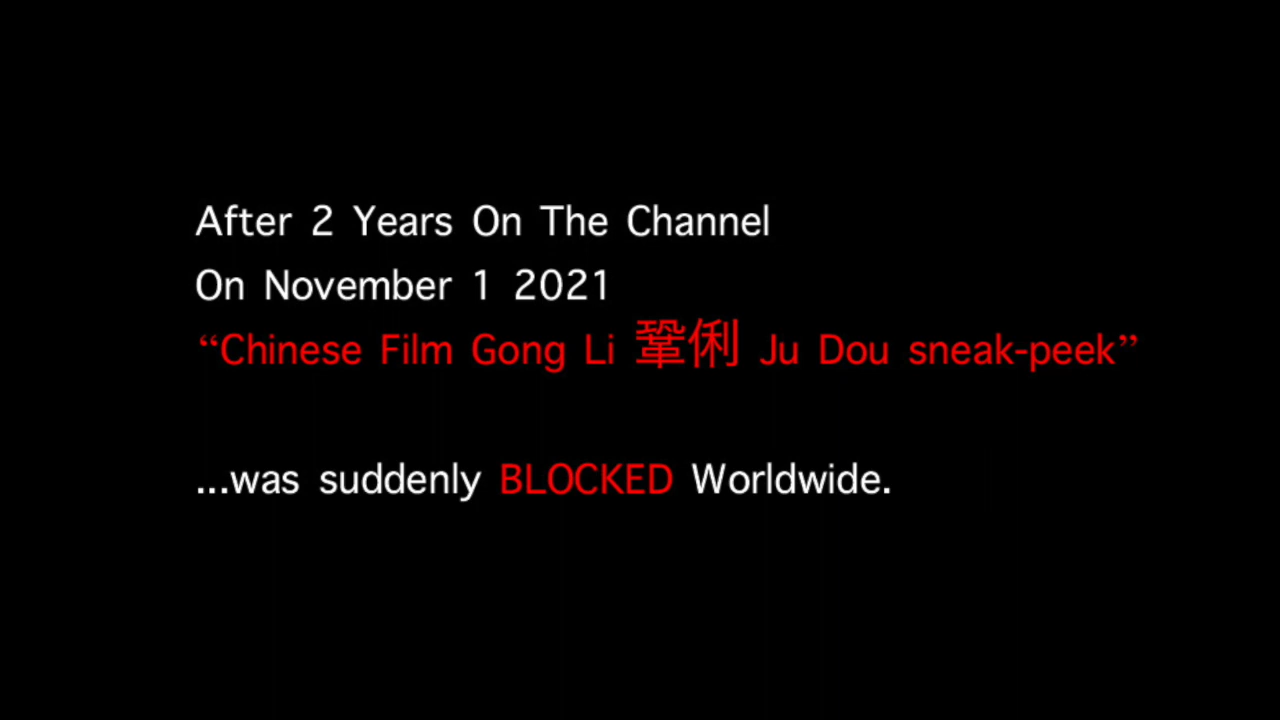 After 2 Years On The Channel
On November 1 2021
“Chinese Film Gong Li 鞏俐 Ju Dou sneak-peek”
...was suddenly BLOCKED Worldwide.